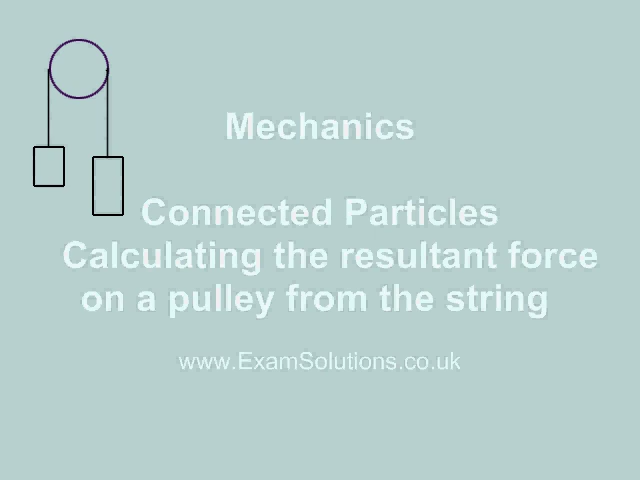 Mechanics
Connected Particles
Calculating the resultant force
on a pulley from the string
www.ExamSolutions.co.uk